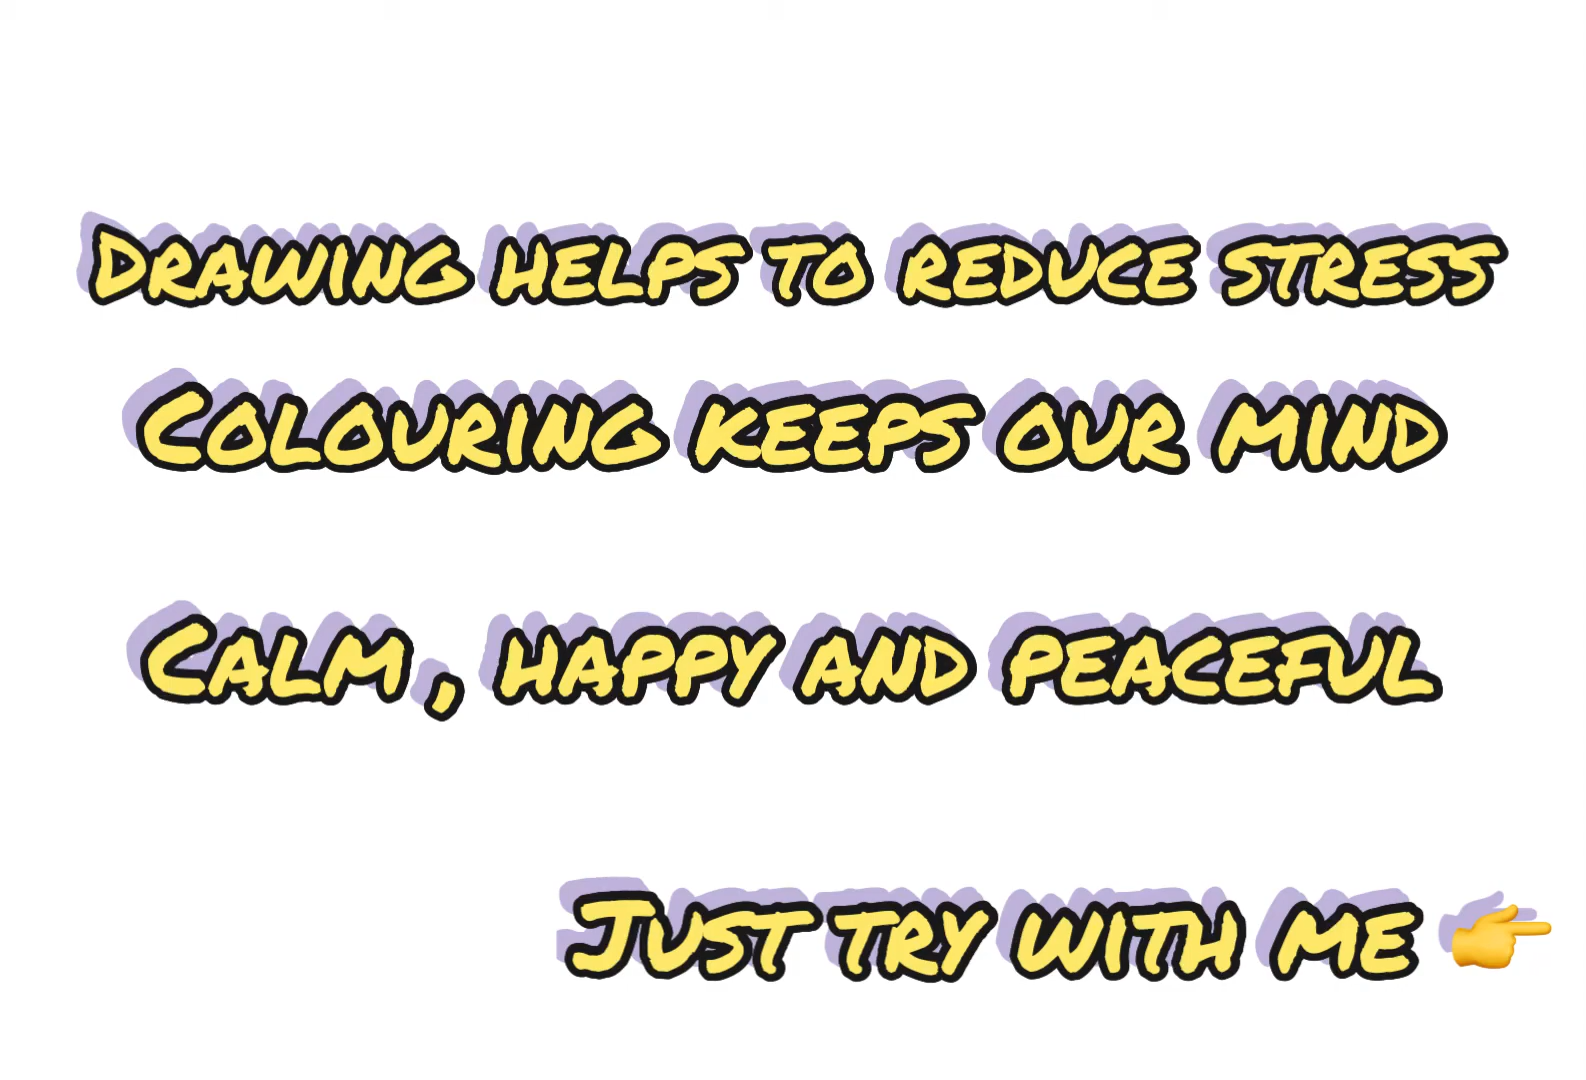 Drawing helps to reduce stress
Colouring keeps our mind
Calm , happy and peaceful
Just try with me 👉